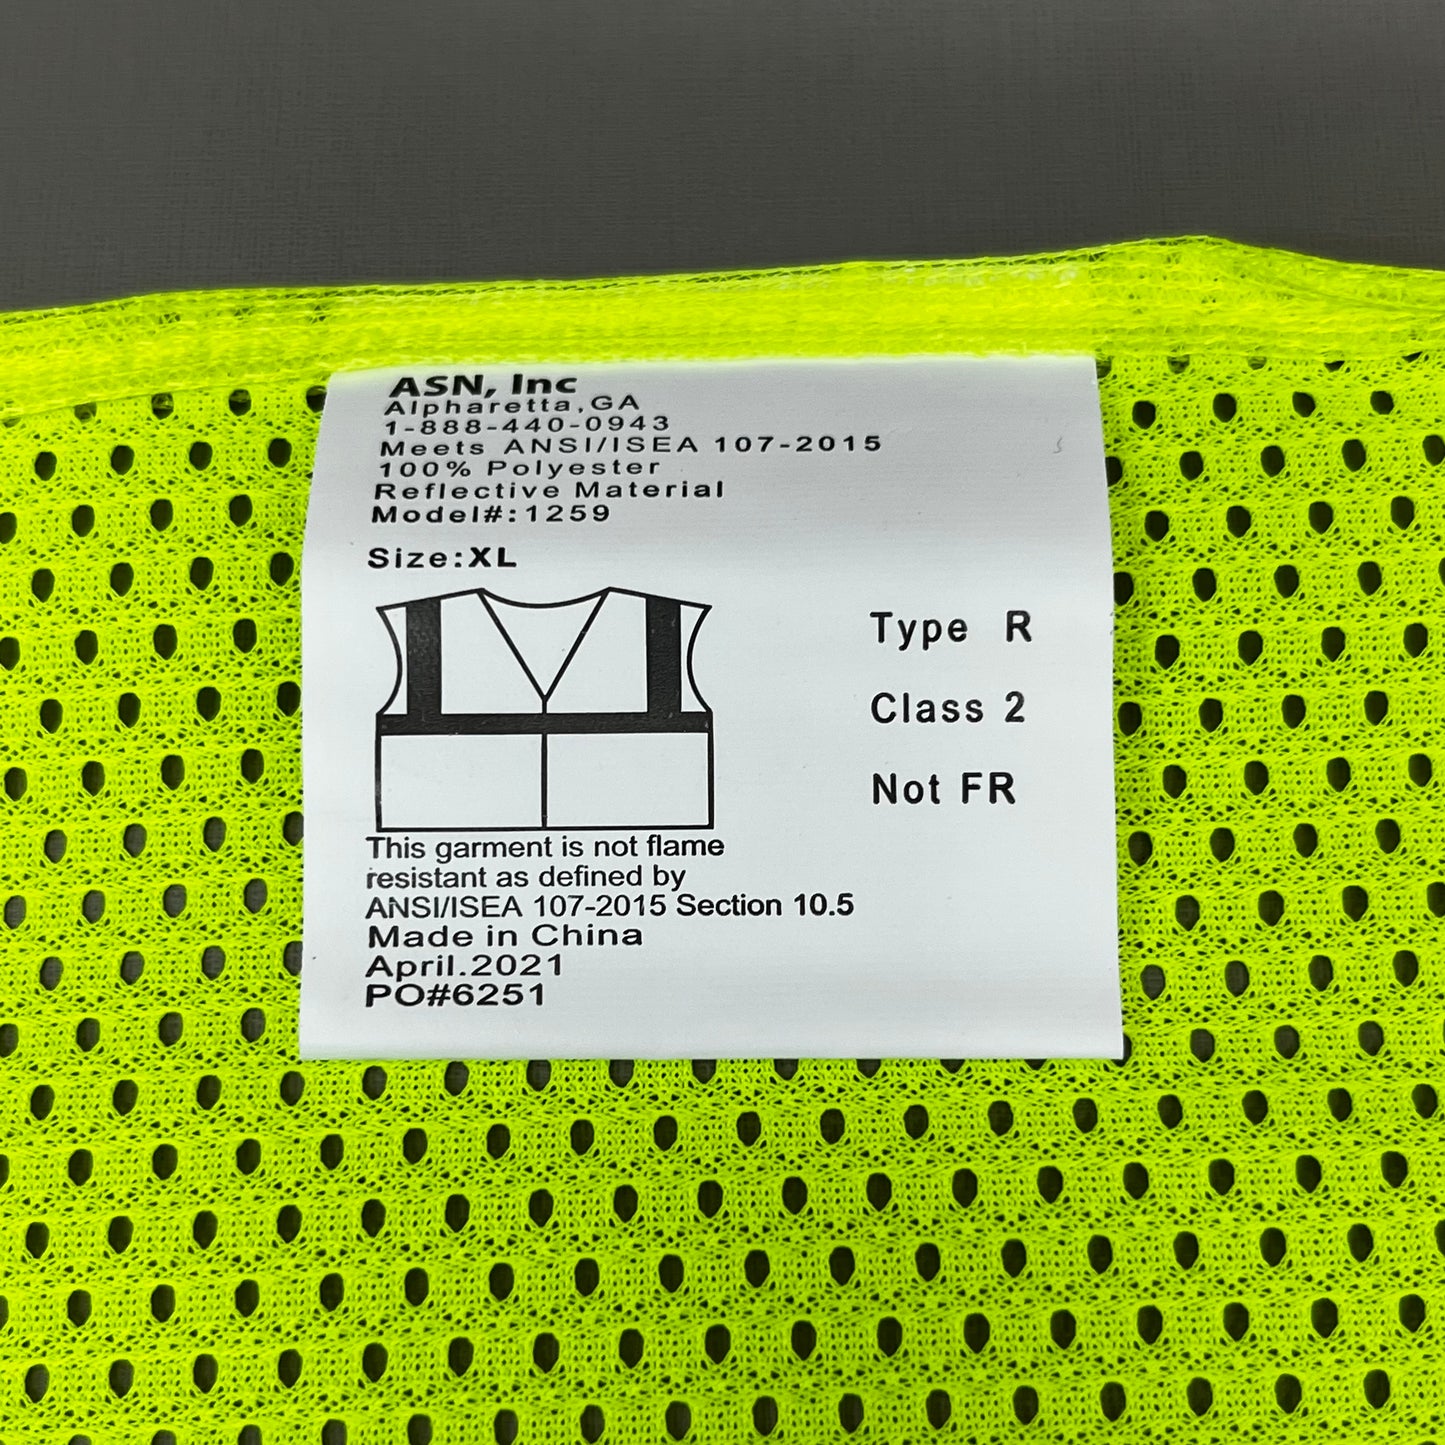 ASN, Inc
Alpharetta,GA
1-888-440-0943
Meets ANSI/ISEA 107-2015
100% Polyester
Reflective Material
Model#:1259
Size:XL
Type R
Class 2
Not FR
This garment is not flame
resistant as defined by
ANSI/ISEA 107-2015 Section 10.5
Made in China
April.2021
PO#6251